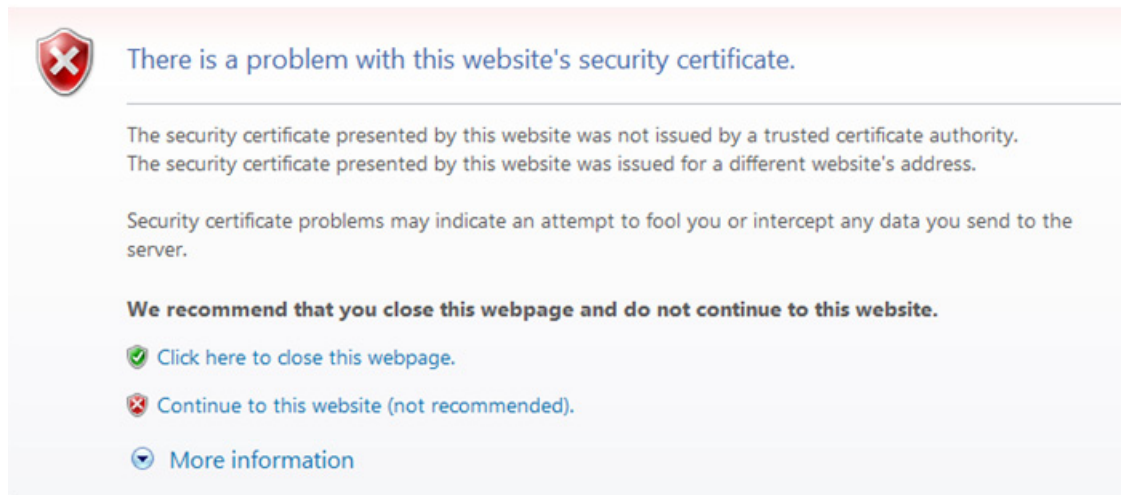 There is a problem with this website's security certificate.
The security certificate presented by this website was not issued by a trusted certificate authority.
The security certificate presented by this website was issued for a different website's address.
Security certificate problems may indicate an attempt to fool you or intercept any data you send to the
server.
We recommend that you close this webpage and do not continue to this website.
Click here to close this webpage.
Continue to this website (not recommended).
More information